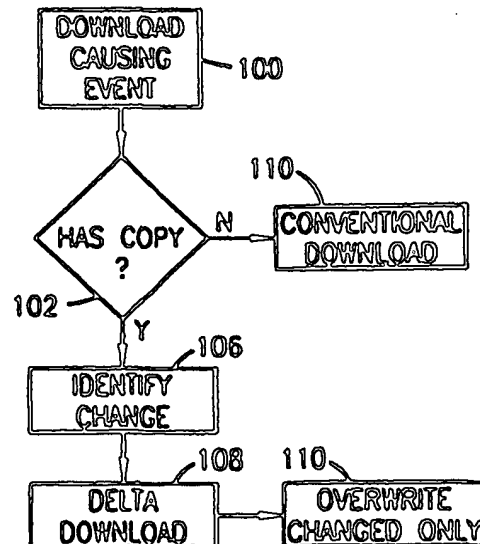 DOWNLOAD
CAUSING
EVENT
100
110
HAS COPY
?
N
CONVENTIONAL
DOWNLOAD
102
Y
106
IDENTIFY
CHANGE
108
110
DELTA
DOWNLOAD
OVERWRITE
CHANGED ONLY